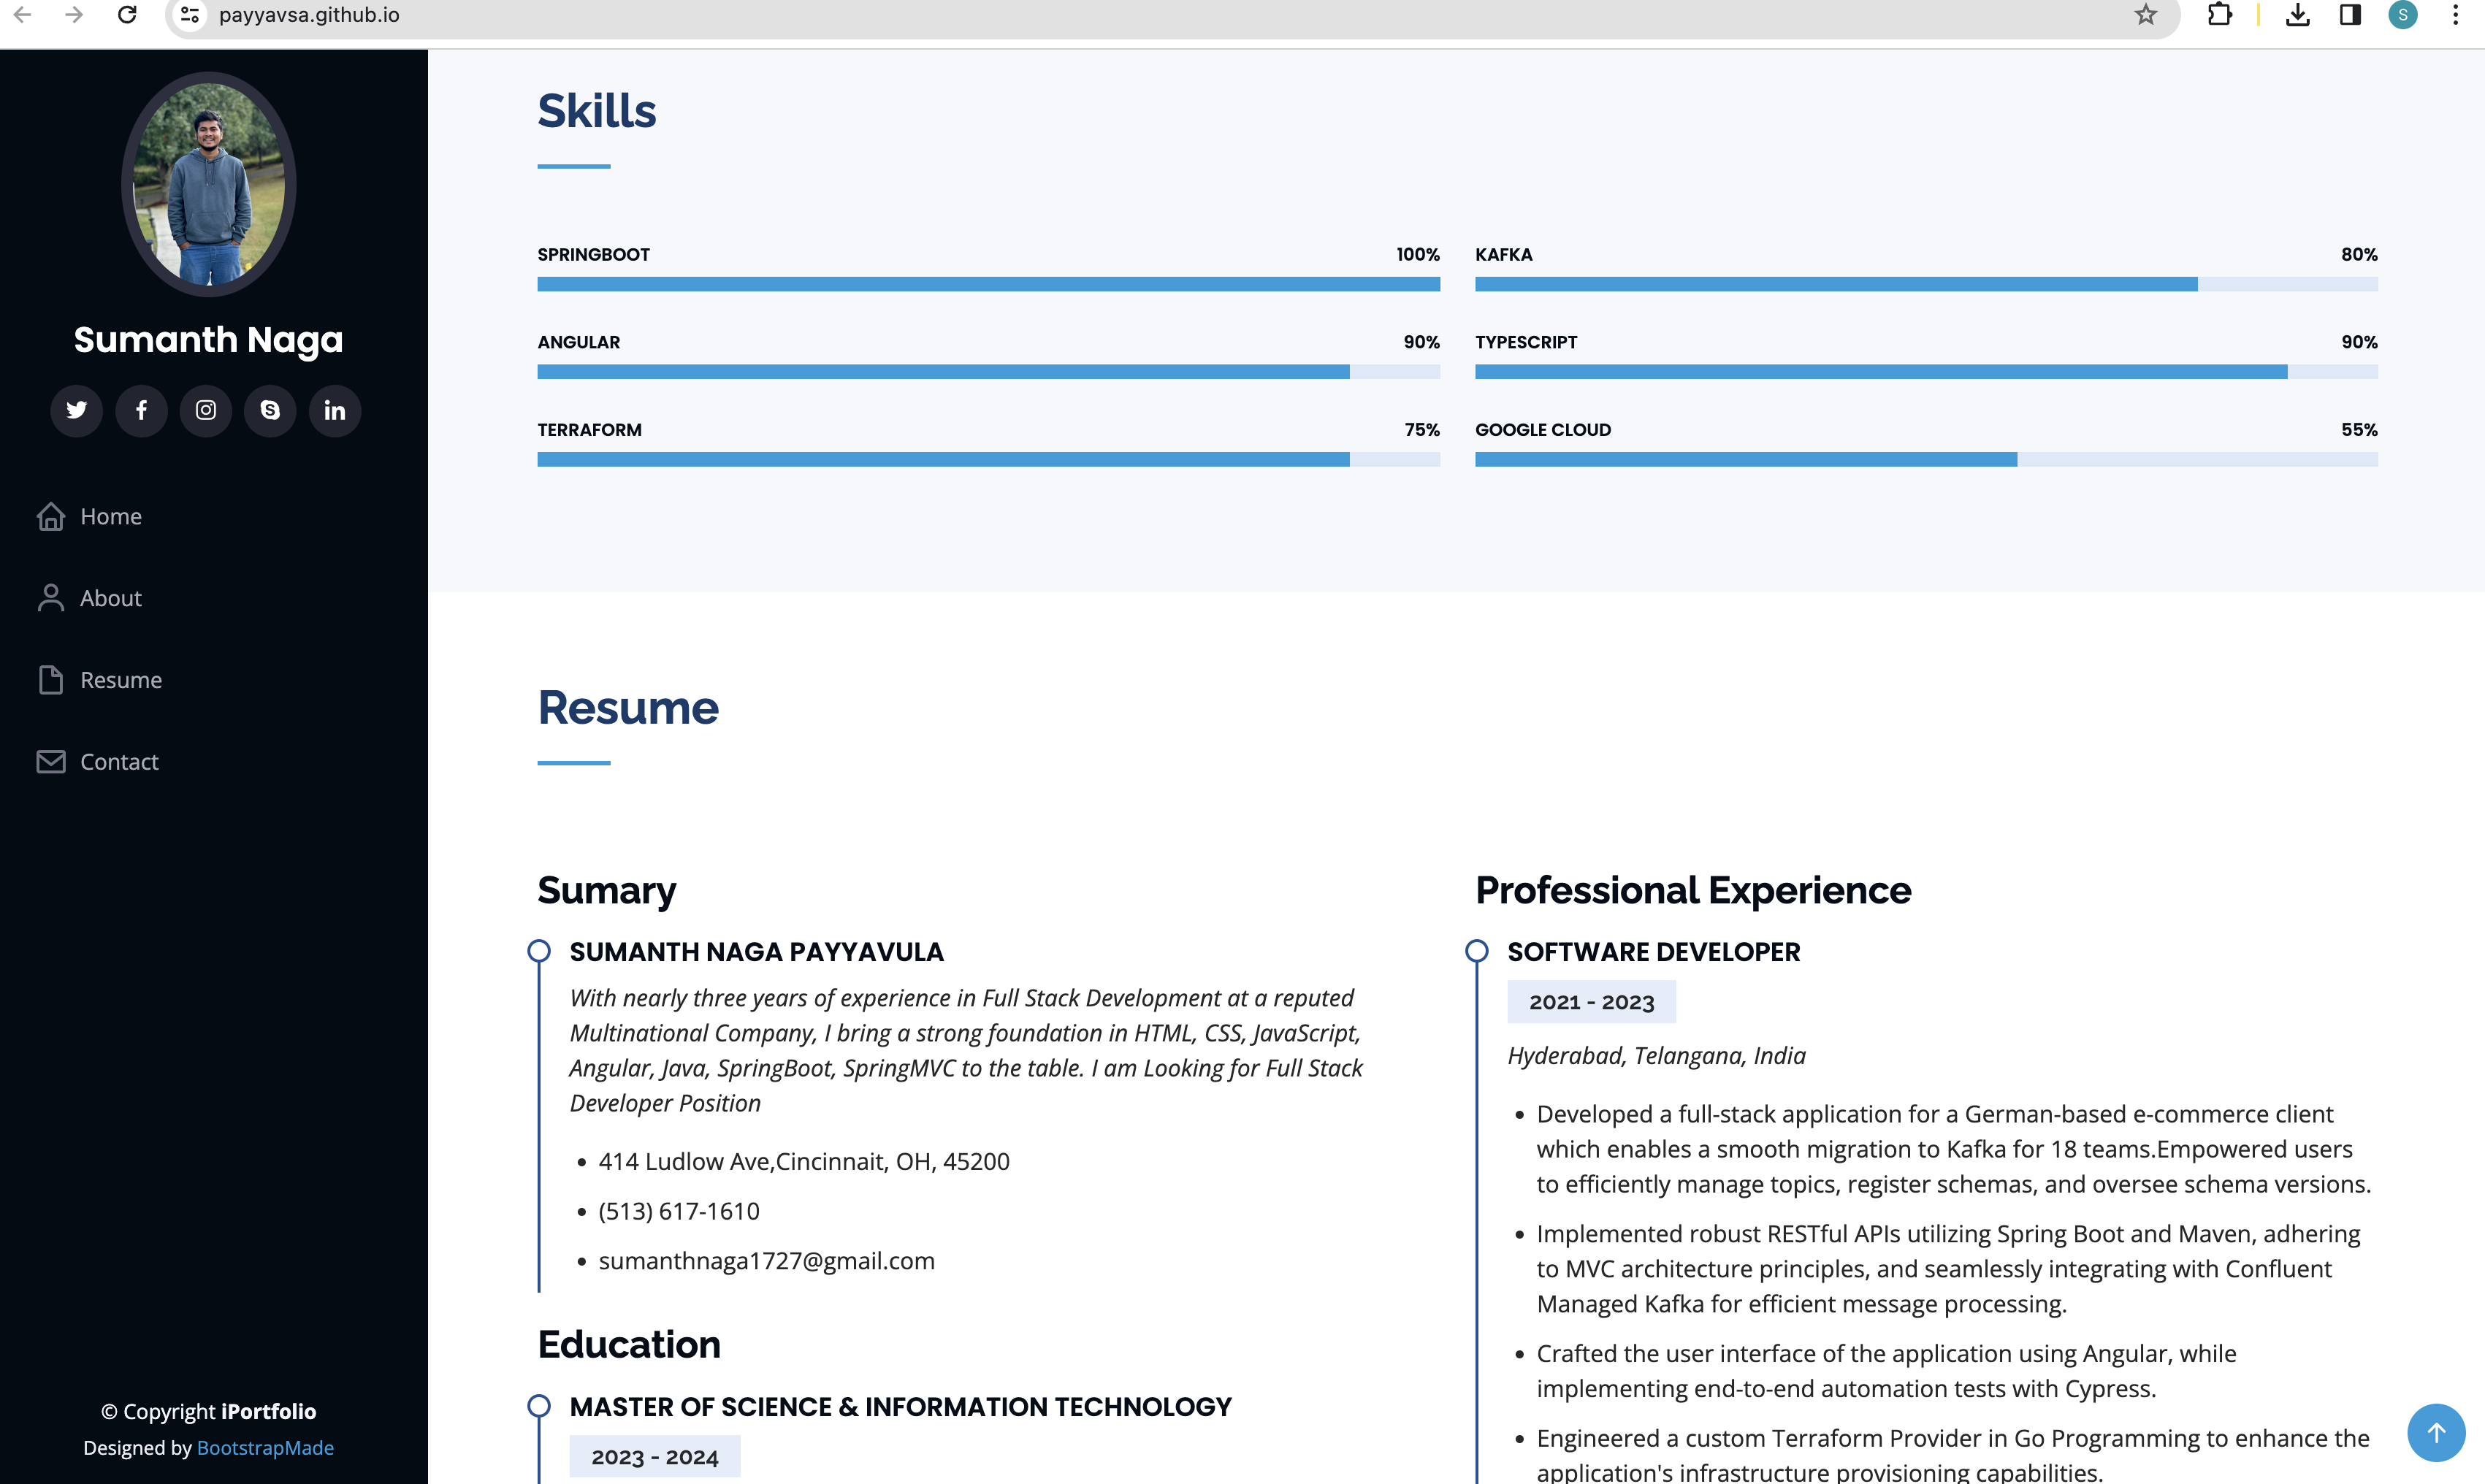 payyavsa.github.io
S
Sumanth Naga
Home
About
Resume
Contact
© Copyright iPortfolio
Designed by BootstrapMade
Skills
SPRINGBOOT 100%
ANGULAR 90%
TERRAFORM 75%
KAFKA 80%
TYPESCRIPT 90%
GOOGLE CLOUD 55%
Resume
Sumary
SUMANTH NAGA PAYYAVULA
With nearly three years of experience in Full Stack Development at a reputed
Multinational Company, I bring a strong foundation in HTML, CSS, JavaScript,
Angular, Java, SpringBoot, SpringMVC to the table. I am Looking for Full Stack
Developer Position
• 414 Ludlow Ave,Cincinnait, OH, 45200
• (513) 617-1610
• sumanthnaga1727@gmail.com
Education
MASTER OF SCIENCE & INFORMATION TECHNOLOGY
2023 - 2024
Professional Experience
SOFTWARE DEVELOPER
2021 - 2023
Hyderabad, Telangana, India
• Developed a full-stack application for a German-based e-commerce client
which enables a smooth migration to Kafka for 18 teams.Empowered users
to efficiently manage topics, register schemas, and oversee schema versions.
• Implemented robust RESTful APIs utilizing Spring Boot and Maven, adhering
to MVC architecture principles, and seamlessly integrating with Confluent
Managed Kafka for efficient message processing.
• Crafted the user interface of the application using Angular, while
implementing end-to-end automation tests with Cypress.
• Engineered a custom Terraform Provider in Go Programming to enhance the
application's infrastructure provisioning capabilities.